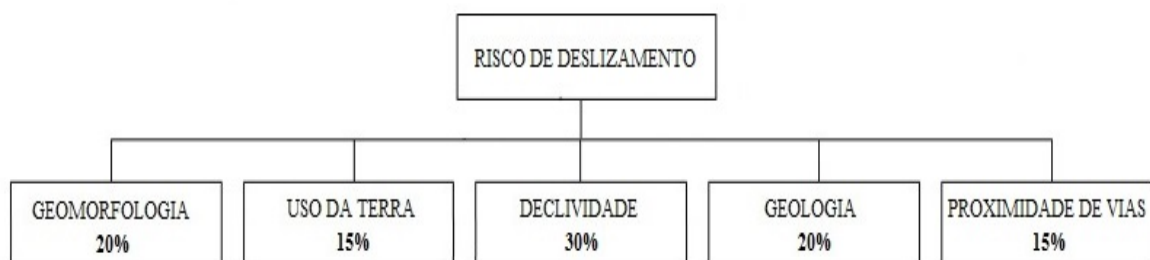 RISCO DE DESLIZAMENTO
GEOMORFOLOGIA
20%
USO DA TERRA
15%
DECLIVIDADE
30%
GEOLOGIA
20%
PROXIMIDADE DE VIAS
15%